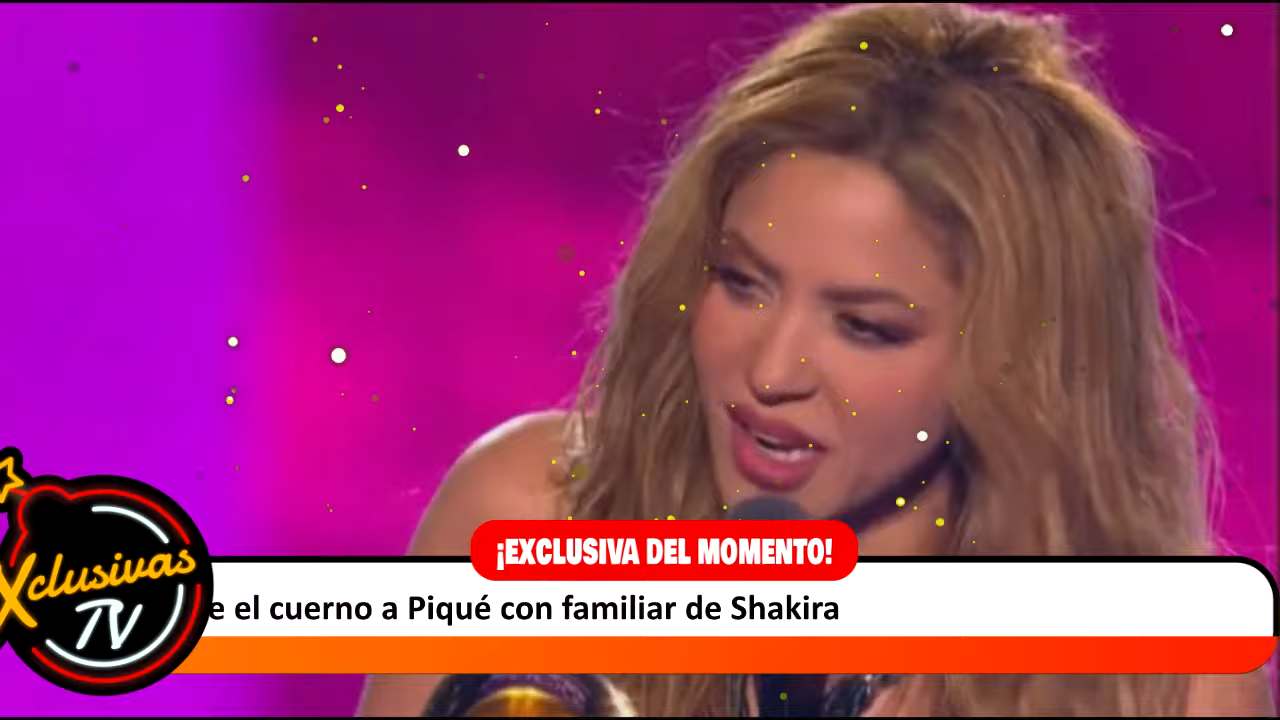 ¡EXCLUSIVA DEL MOMENTO!
e el cuerno a Piqué con familiar de Shakira
Xclusivas
TV